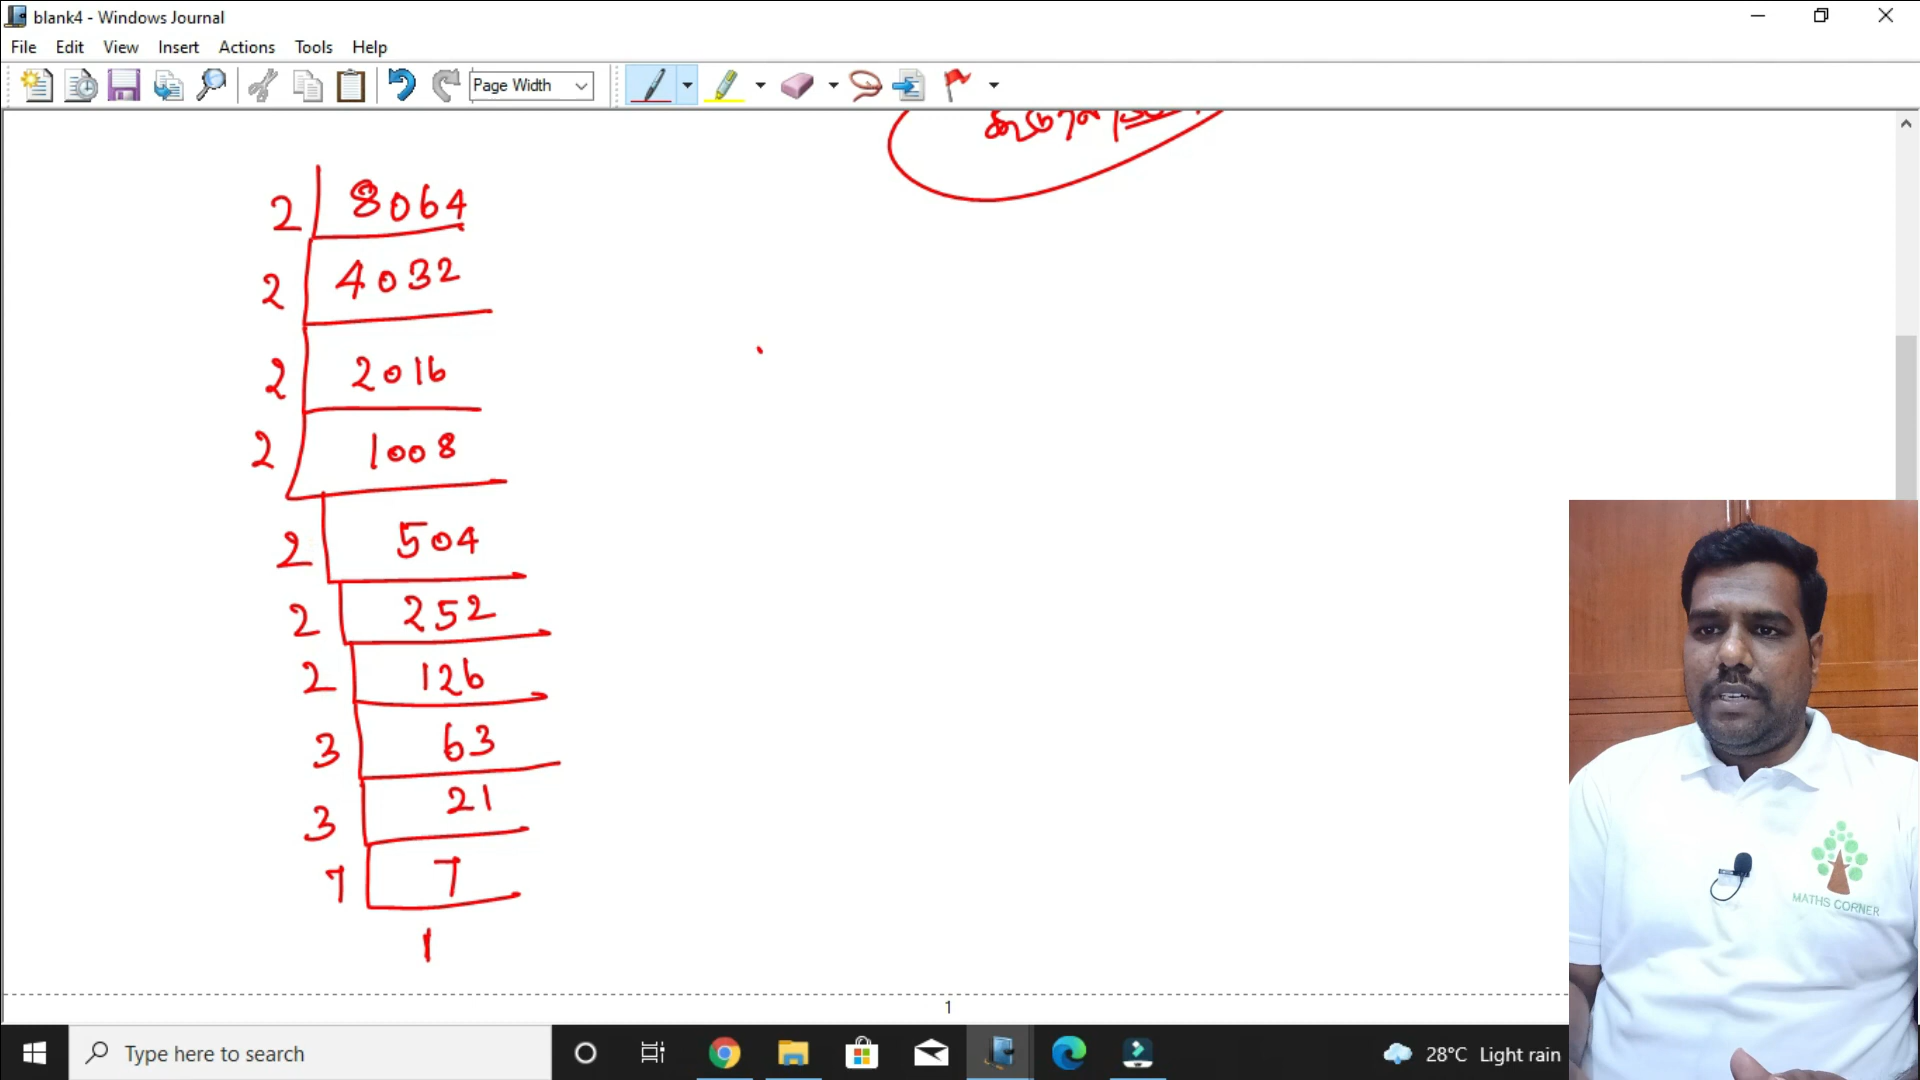 blank4 - Windows Journal
File Edit View Insert Actions Tools Help
Page Width
2 8064
2 4032
2 2016
2 1008
2 504
2 252
2 126
3 63
3 21
7 7
1
MATHS CORNER
1
Type here to search
28°C Light rain